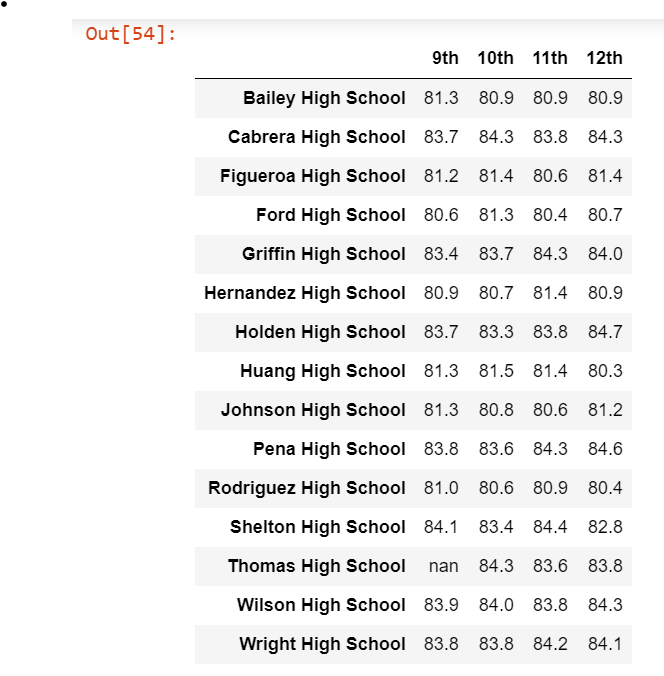 Out[54]:
9th 10th 11th 12th
Bailey High School 81.3 80.9 80.9 80.9
Cabrera High School 83.7 84.3 83.8 84.3
Figueroa High School 81.2 81.4 80.6 81.4
Ford High School 80.6 81.3 80.4 80.7
Griffin High School 83.4 83.7 84.3 84.0
Hernandez High School 80.9 80.7 81.4 80.9
Holden High School 83.7 83.3 83.8 84.7
Huang High School 81.3 81.5 81.4 80.3
Johnson High School 81.3 80.8 80.6 81.2
Pena High School 83.8 83.6 84.3 84.6
Rodriguez High School 81.0 80.6 80.9 80.4
Shelton High School 84.1 83.4 84.4 82.8
Thomas High School nan 84.3 83.6 83.8
Wilson High School 83.9 84.0 83.8 84.3
Wright High School 83.8 83.8 84.2 84.1